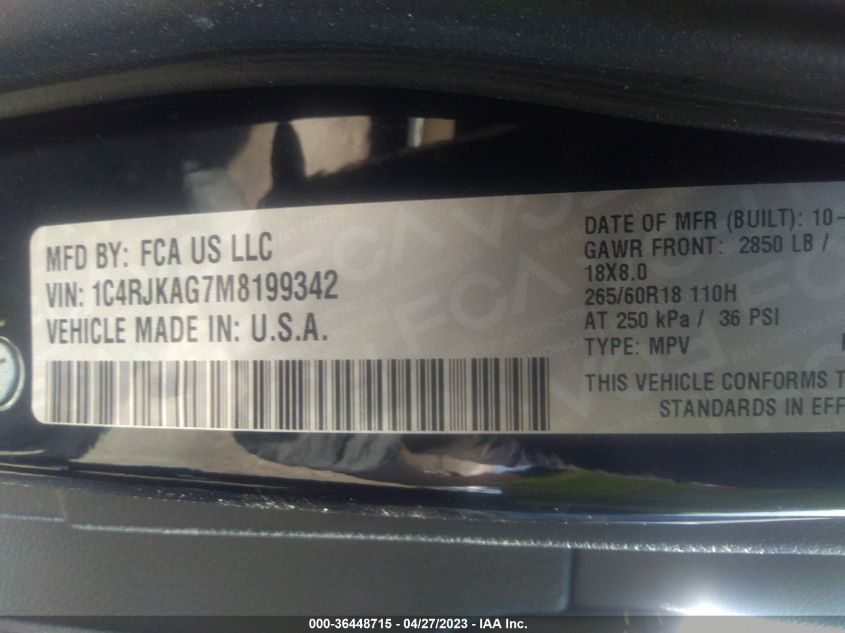 MFD BY: FCA US LLC
VIN: 1C4RJKAG7M8199342
VEHICLE MADE IN: U.S.A.
DATE OF MFR (BUILT): 10-
GAWR FRONT: 2850 LB /
18X8.0
265/60R18 110H
AT 250 kPa / 36 PSI
TYPE: MPV
THIS VEHICLE CONFORMS T
STANDARDS IN EFF
000-36448715 - 04/27/2023 - IAA Inc.